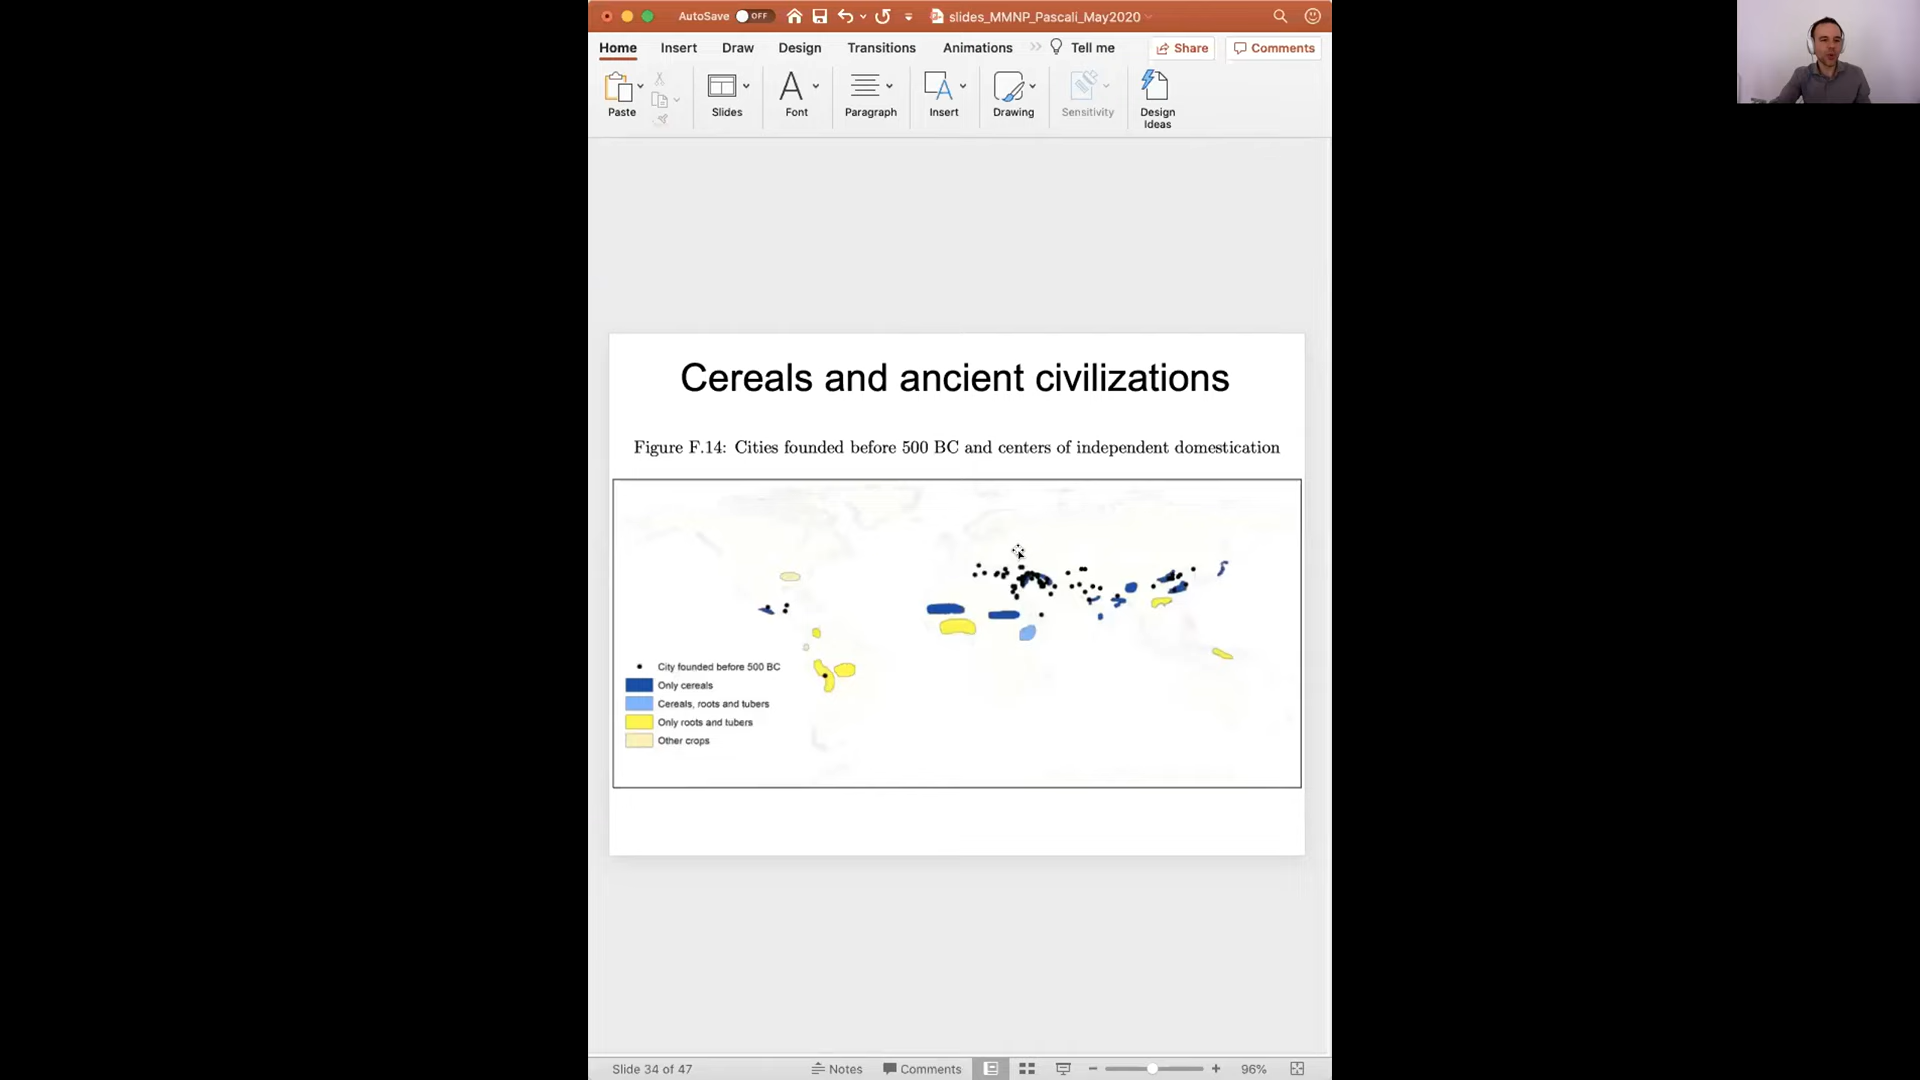 AutoSave OFF slides_MMNP_Pascali_May2020
Home Insert Draw Design Transitions Animations Tell me Share Comments
Paste Slides Font Paragraph Insert Drawing Sensitivity Design Ideas
Cereals and ancient civilizations
Figure F.14: Cities founded before 500 BC and centers of independent domestication
City founded before 500 BC
Only cereals
Cereals, roots and tubers
Only roots and tubers
Other crops
Slide 34 of 47 Notes Comments 96%